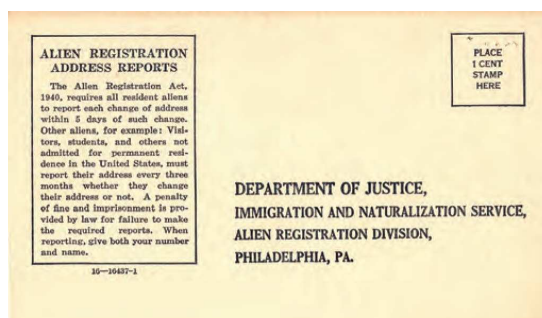 ALIEN REGISTRATION
ADDRESS REPORTS
The Alien Registration Act,
1940, requires all resident aliens
to report each change of address
within 5 days of such change.
Other aliens, for example: Visi-
tors, students, and others not
admitted for permanent resi-
dence in the United States, must
report their address every three
months whether they change
their address or not. A penalty
of fine and imprisonment is pro-
vided by law for failure to make
the required reports. When
reporting, give both your number
and name.
16—16437-1
PLACE
1 CENT
STAMP
HERE
DEPARTMENT OF JUSTICE,
IMMIGRATION AND NATURALIZATION SERVICE,
ALIEN REGISTRATION DIVISION,
PHILADELPHIA, PA.